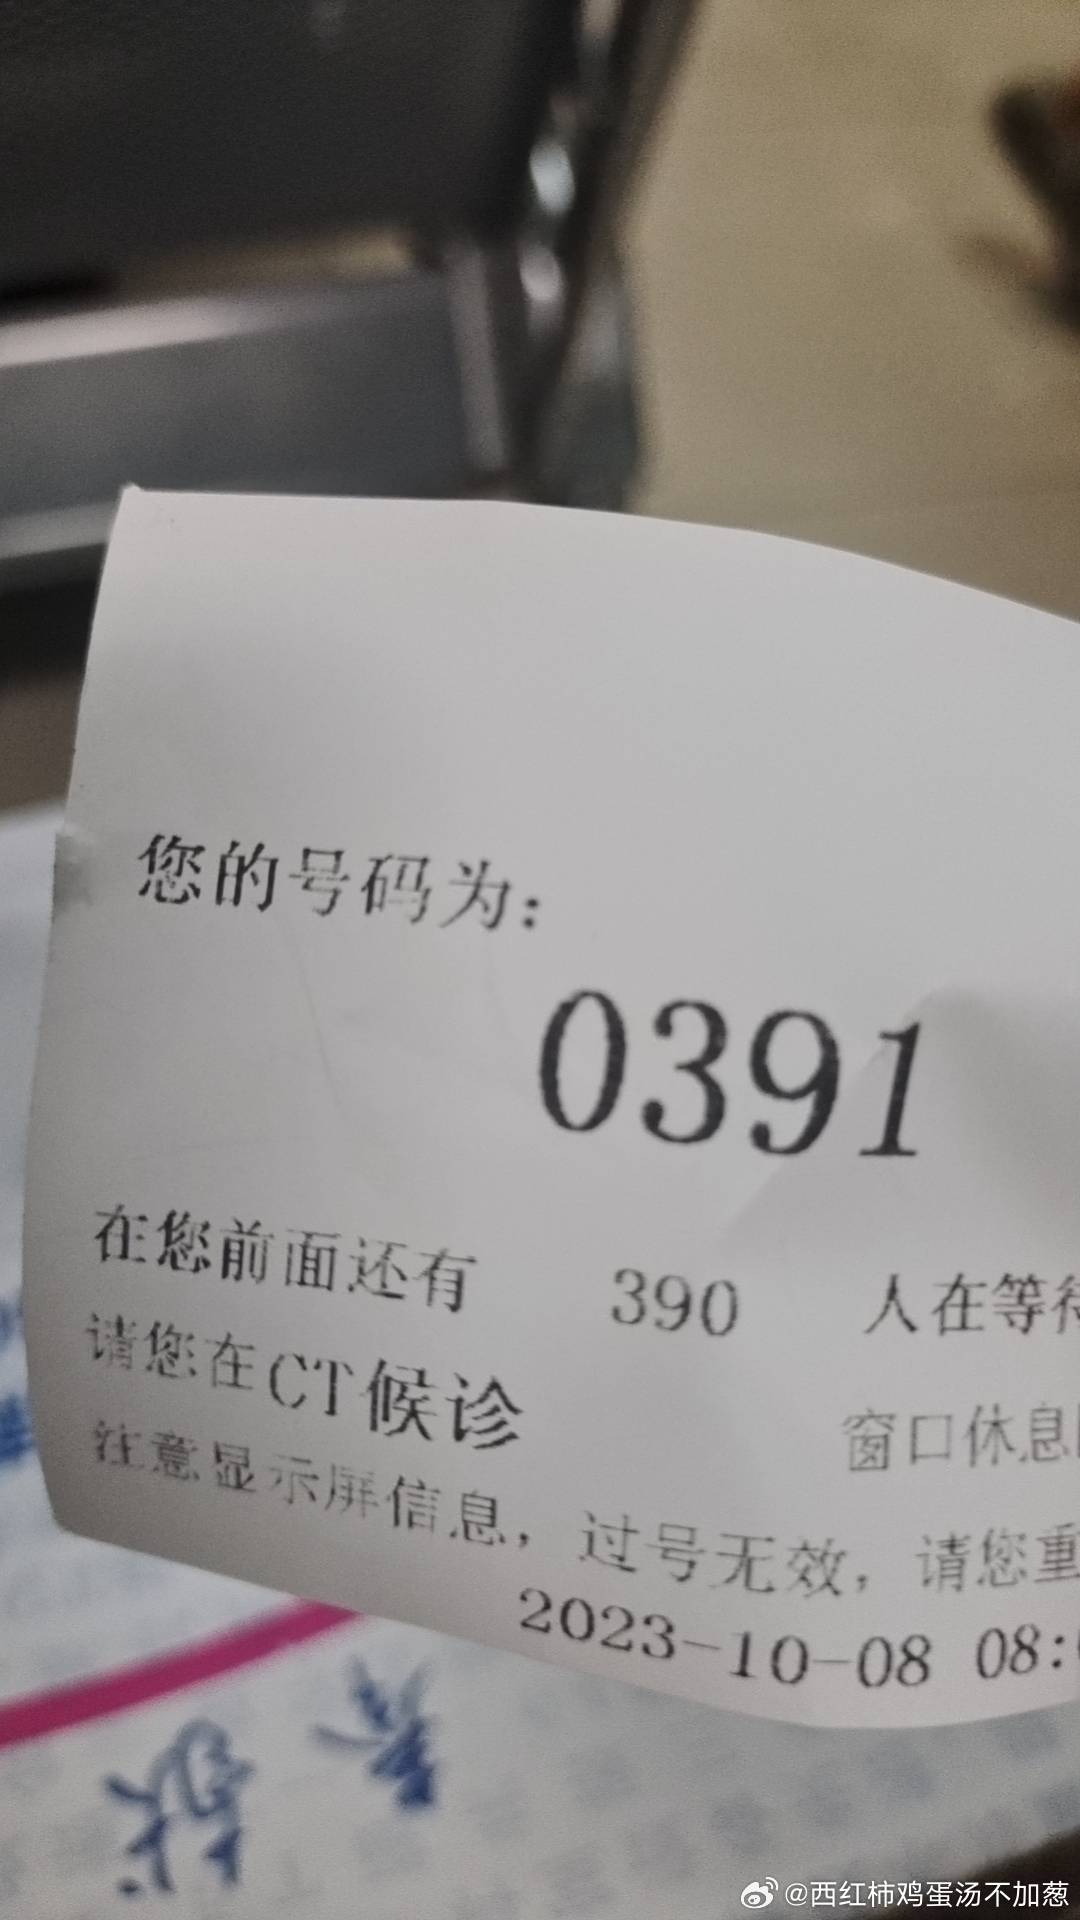 您的号码为:
0391
在您前面还有 390 人在等待
请您在CT候诊 窗口休息
注意显示屏信息，过号无效，请您重
2023-10-08 08:
@西红柿鸡蛋汤不加葱